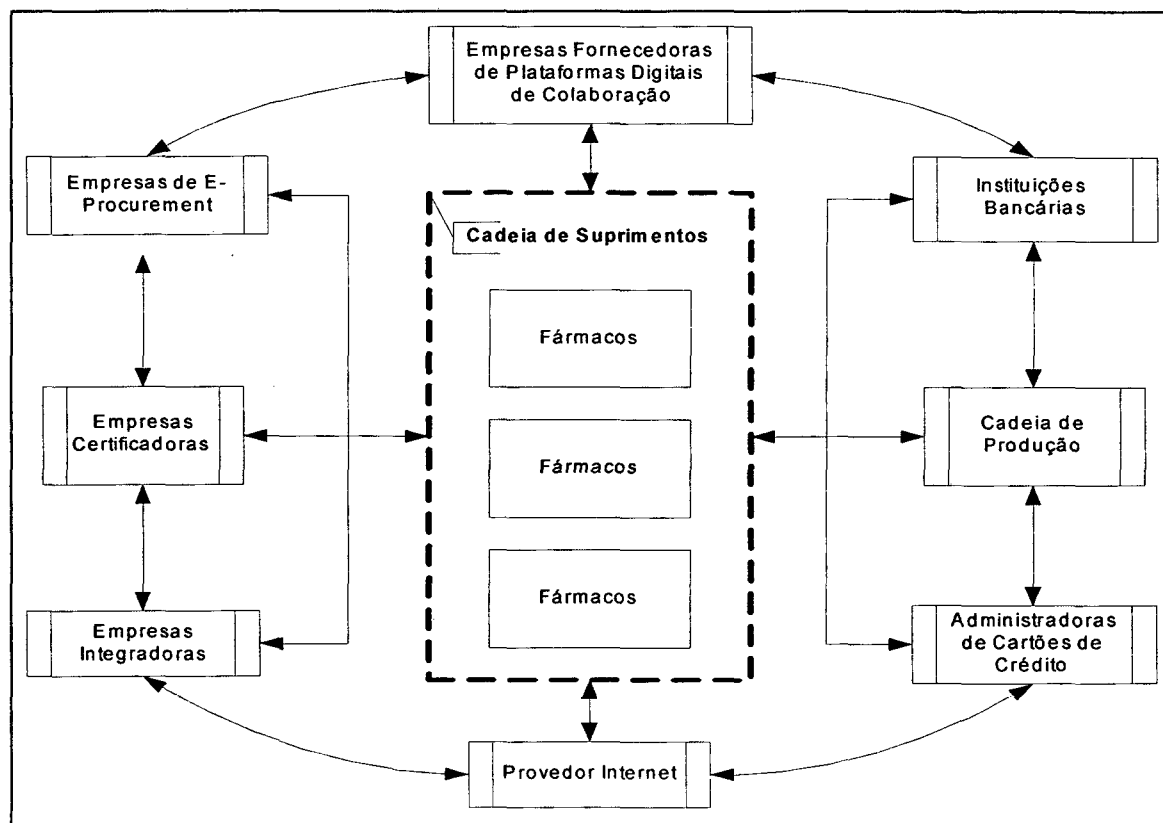 Empresas Fornecedoras
de Plataformas Digitais
de Colaboração
Empresas de E-
Procurement
Instituições
Bancárias
Cadeia de Suprimentos
Fármacos
Empresas
Certificadoras
Fármacos
Cadeia de
Produção
Fármacos
Empresas
Integradoras
Administradoras
de Cartões de
Crédito
Provedor Internet